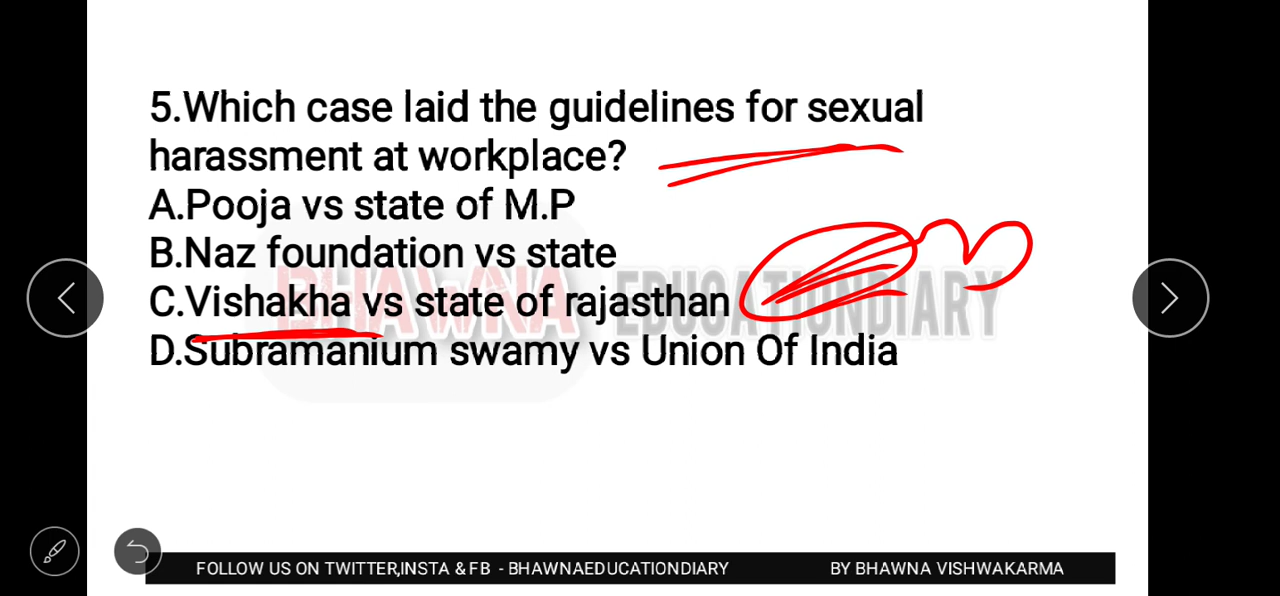 5.Which case laid the guidelines for sexual
harassment at workplace?
A.Pooja vs state of M.P
B.Naz foundation vs state
C.Vishakha vs state of rajasthan
D.Subramanium swamy vs Union Of India
BHAWNA EDUCATIONDIARY
FOLLOW US ON TWITTER,INSTA & FB - BHAWNAEDUCATIONDIARY BY BHAWNA VISHWAKARMA